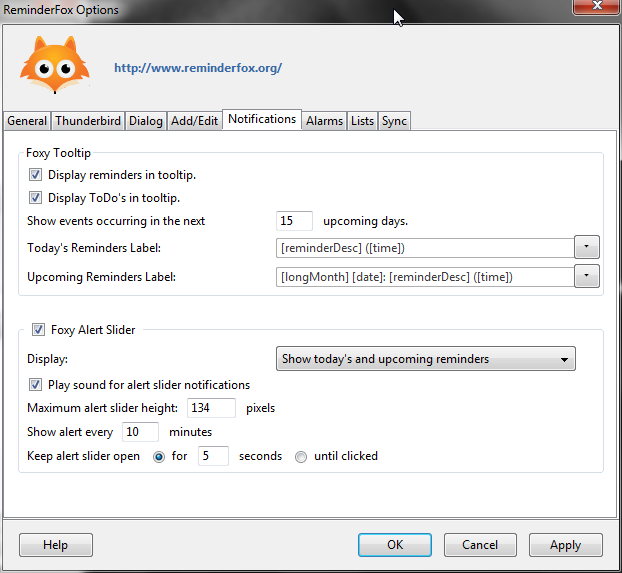 ReminderFox Options
http://www.reminderfox.org/
General Thunderbird Dialog Add/Edit Notifications Alarms Lists Sync
Foxy Tooltip
Display reminders in tooltip.
Display ToDo's in tooltip.
Show events occurring in the next 15 upcoming days.
Today's Reminders Label: [reminderDesc] ([time])
Upcoming Reminders Label: [longMonth] [date]: [reminderDesc] ([time])
Foxy Alert Slider
Display: Show today's and upcoming reminders
Play sound for alert slider notifications
Maximum alert slider height: 134 pixels
Show alert every 10 minutes
Keep alert slider open for 5 seconds until clicked
Help OK Cancel Apply